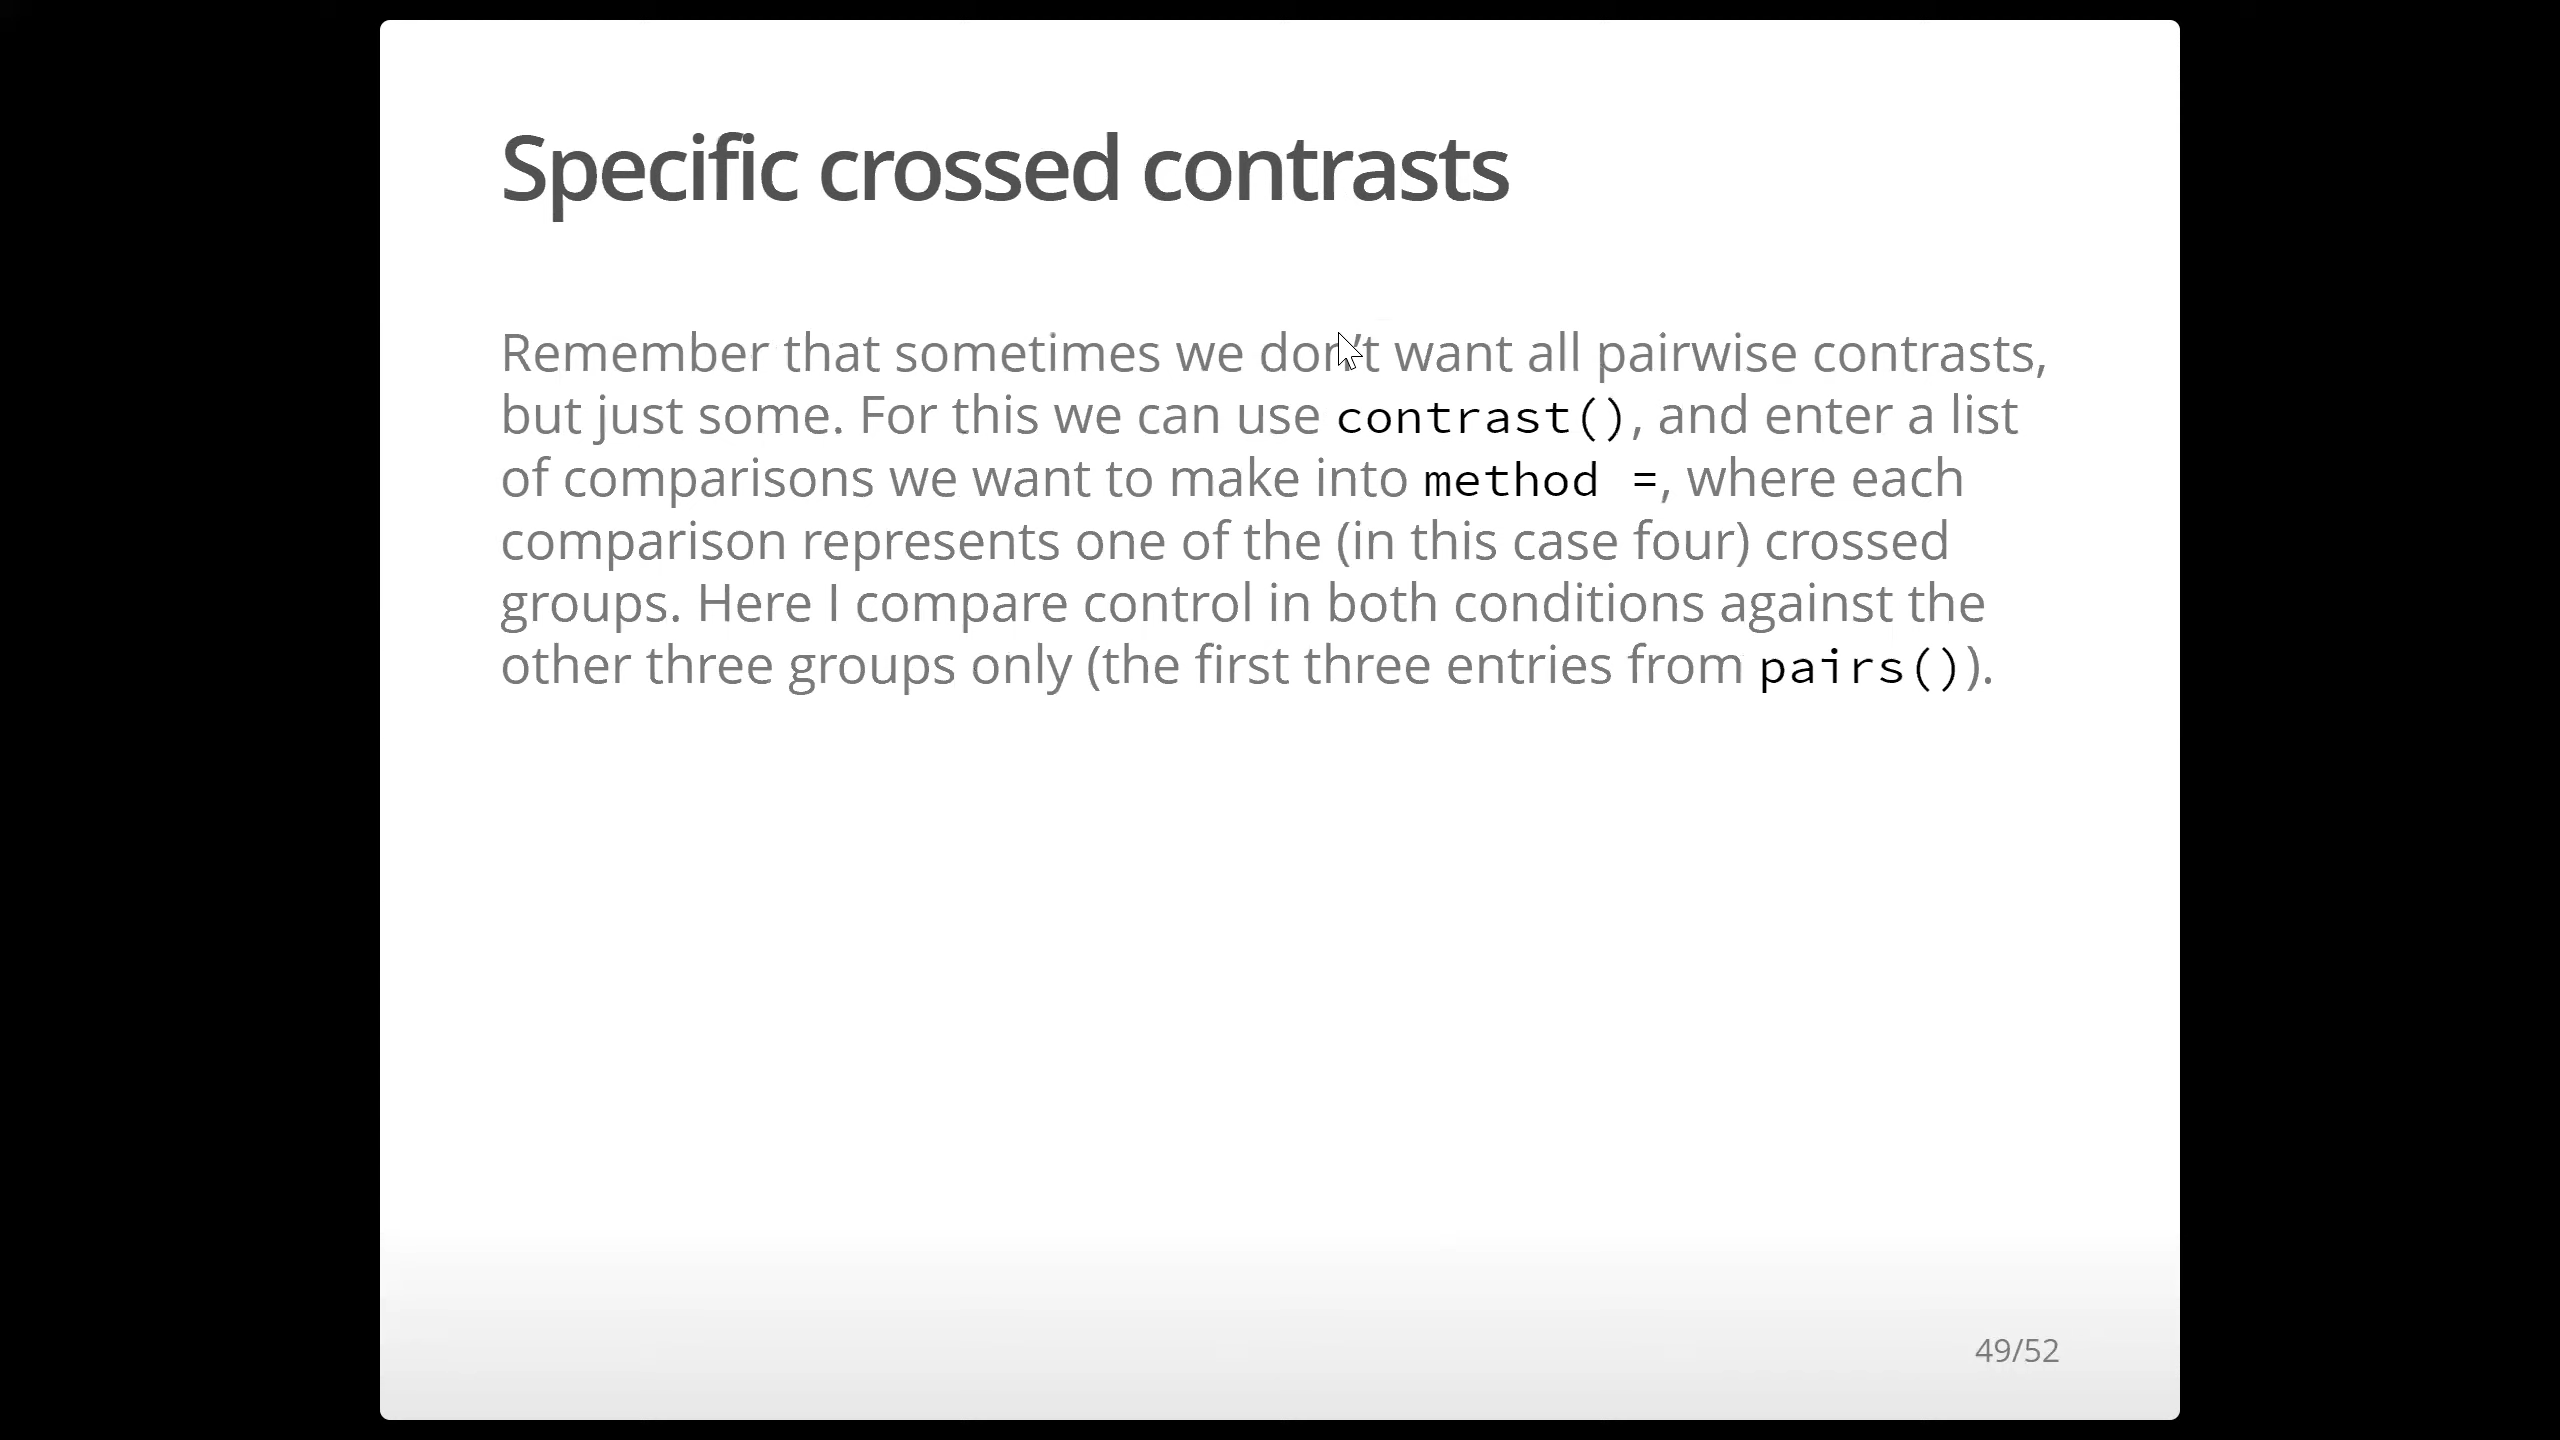 Specific crossed contrasts
Remember that sometimes we don't want all pairwise contrasts,
but just some. For this we can use contrast(), and enter a list
of comparisons we want to make into method =, where each
comparison represents one of the (in this case four) crossed
groups. Here I compare control in both conditions against the
other three groups only (the first three entries from pairs()).
49/52